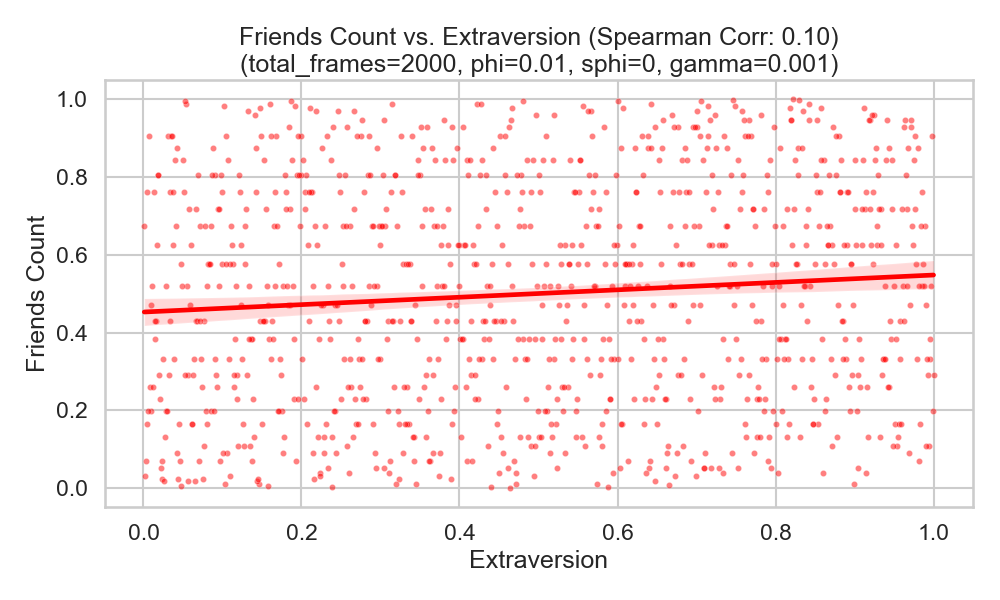 Friends Count vs. Extraversion (Spearman Corr: 0.10)
(total_frames=2000, phi=0.01, sphi=0, gamma=0.001)
1.0
0.8
0.6
0.4
0.2
0.0
Friends Count
0.0 0.2 0.4 0.6 0.8 1.0
Extraversion